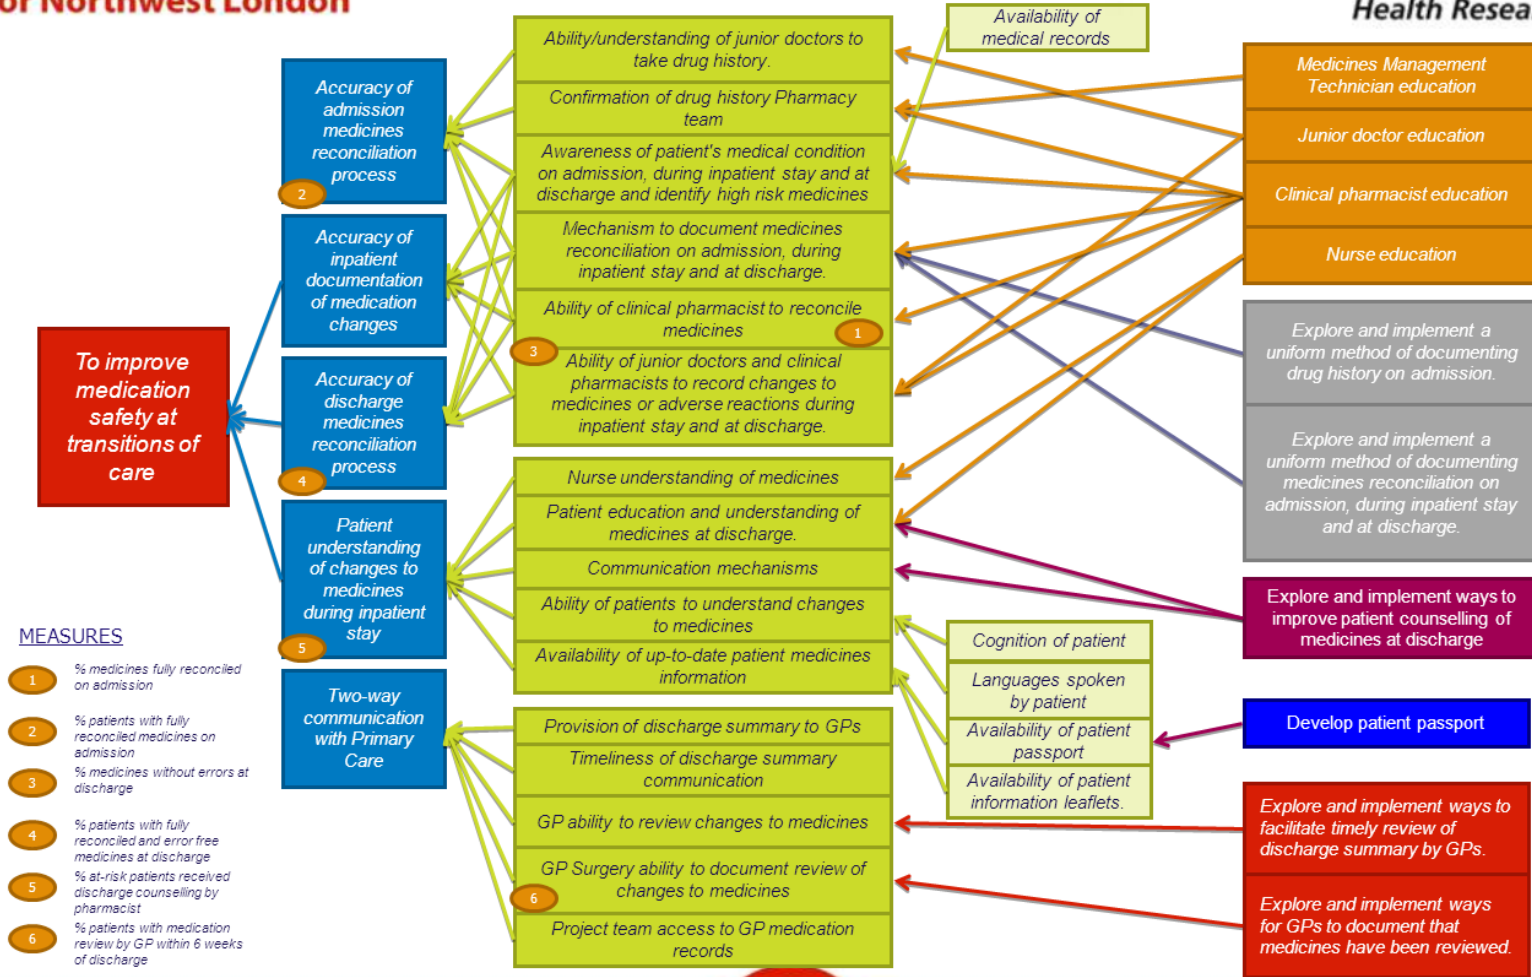 or Northwest London
Health Resea
To improve
medication
safety at
transitions of
care
Accuracy of
admission
medicines
reconciliation
process
2
Accuracy of
inpatient
documentation
of medication
changes
Accuracy of
discharge
medicines
reconciliation
process
4
Patient
understanding
of changes to
medicines
during inpatient
stay
5
Two-way
communication
with Primary
Care
Ability/understanding of junior doctors to
take drug history.
Confirmation of drug history Pharmacy
team
Awareness of patient's medical condition
on admission, during inpatient stay and at
discharge and identify high risk medicines
Mechanism to document medicines
reconciliation on admission, during
inpatient stay and at discharge.
Ability of clinical pharmacist to reconcile
medicines
1
3
Ability of junior doctors and clinical
pharmacists to record changes to
medicines or adverse reactions during
inpatient stay and at discharge.
Nurse understanding of medicines
Patient education and understanding of
medicines at discharge.
Communication mechanisms
Ability of patients to understand changes
to medicines
Availability of up-to-date patient medicines
information
Provision of discharge summary to GPs
Timeliness of discharge summary
communication
GP ability to review changes to medicines
GP Surgery ability to document review of
changes to medicines
6
Project team access to GP medication
records
Availability of
medical records
Cognition of patient
Languages spoken
by patient
Availability of patient
passport
Availability of patient
information leaflets.
Medicines Management
Technician education
Junior doctor education
Clinical pharmacist education
Nurse education
Explore and implement a
uniform method of documenting
drug history on admission.
Explore and implement a
uniform method of documenting
medicines reconciliation on
admission, during inpatient stay
and at discharge.
Explore and implement ways to
improve patient counselling of
medicines at discharge
Develop patient passport
Explore and implement ways to
facilitate timely review of
discharge summary by GPs.
Explore and implement ways
for GPs to document that
medicines have been reviewed.
MEASURES
1
% medicines fully reconciled
on admission
2
% patients with fully
reconciled medicines on
admission
3
% medicines without errors at
discharge
4
% patients with fully
reconciled and error free
medicines at discharge
5
% at-risk patients received
discharge counselling by
pharmacist
6
% patients with medication
review by GP within 6 weeks
of discharge